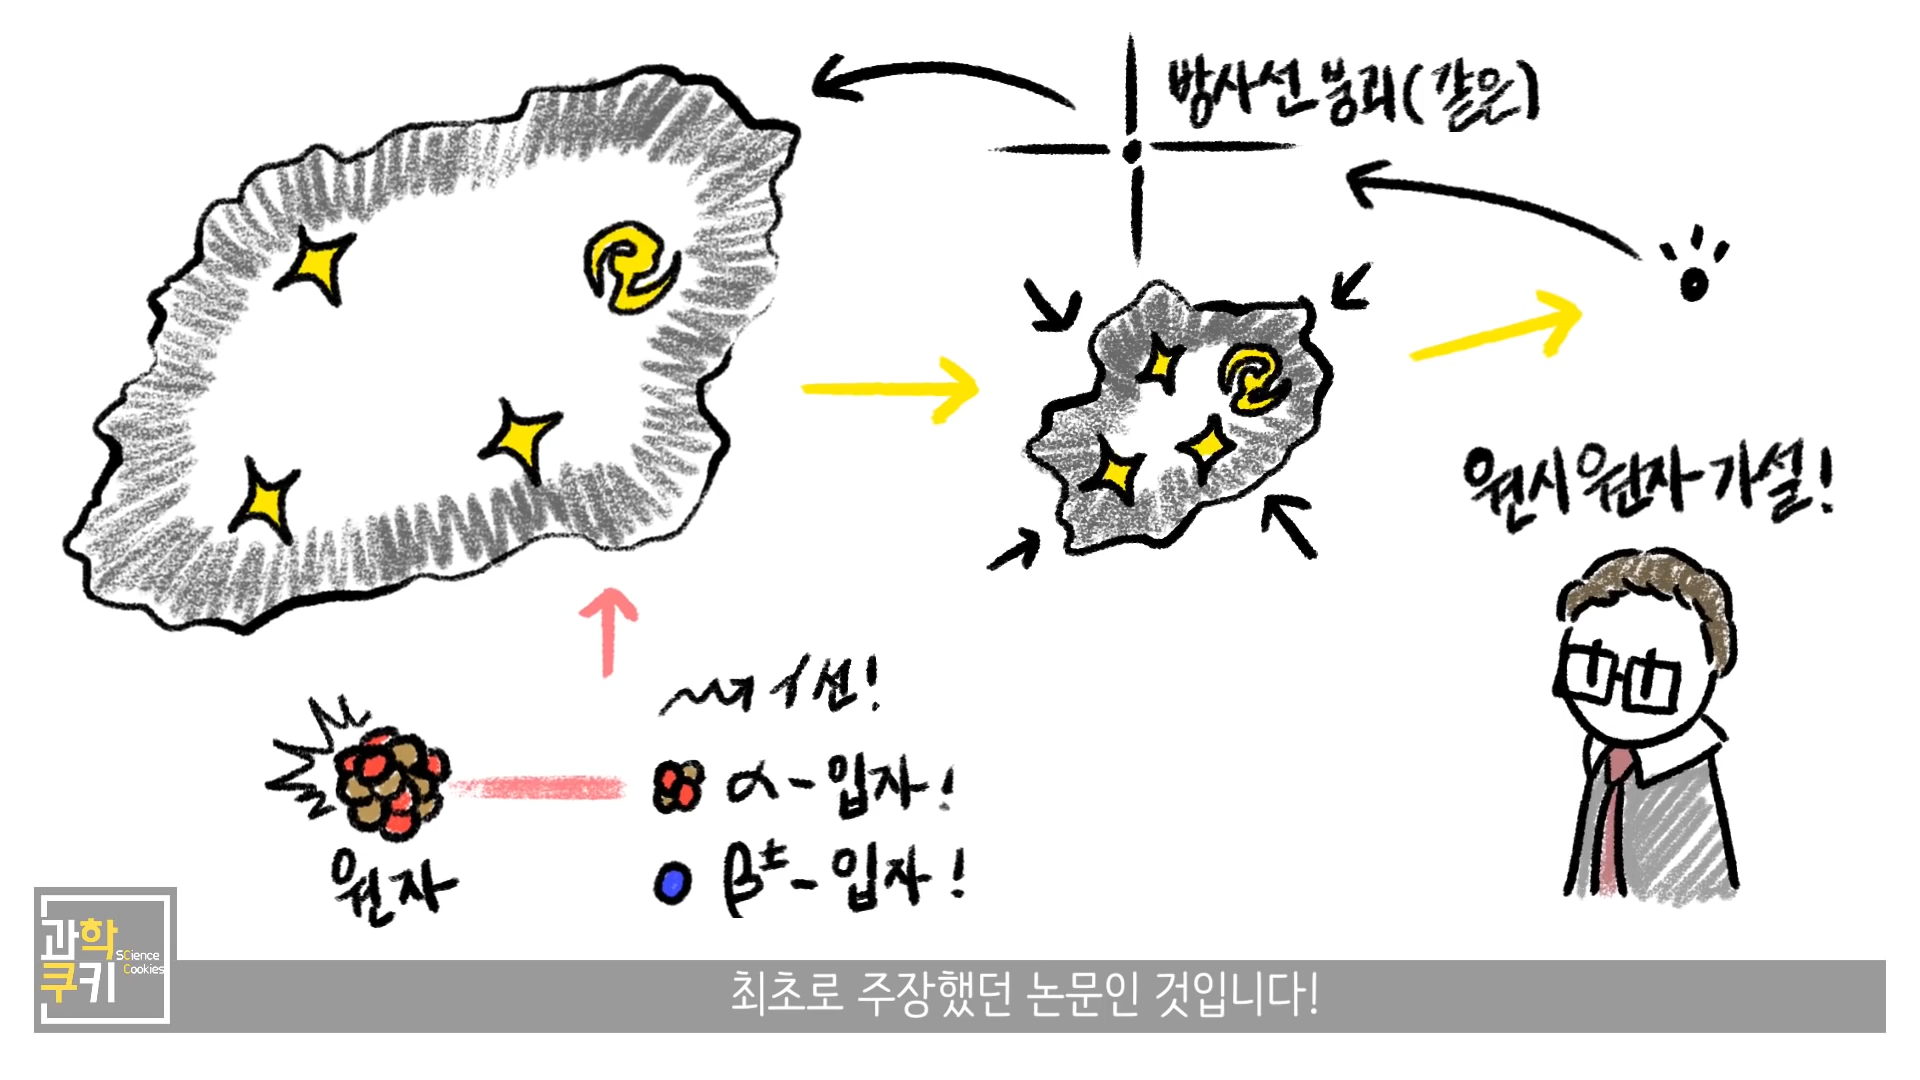 방사선 붕괴(같은)
원시 원자 가설!
선!
α-입자!
β±-입자!
원자
과학
쿠키
Science
Cookies
최초로 주장했던 논문인 것입니다!